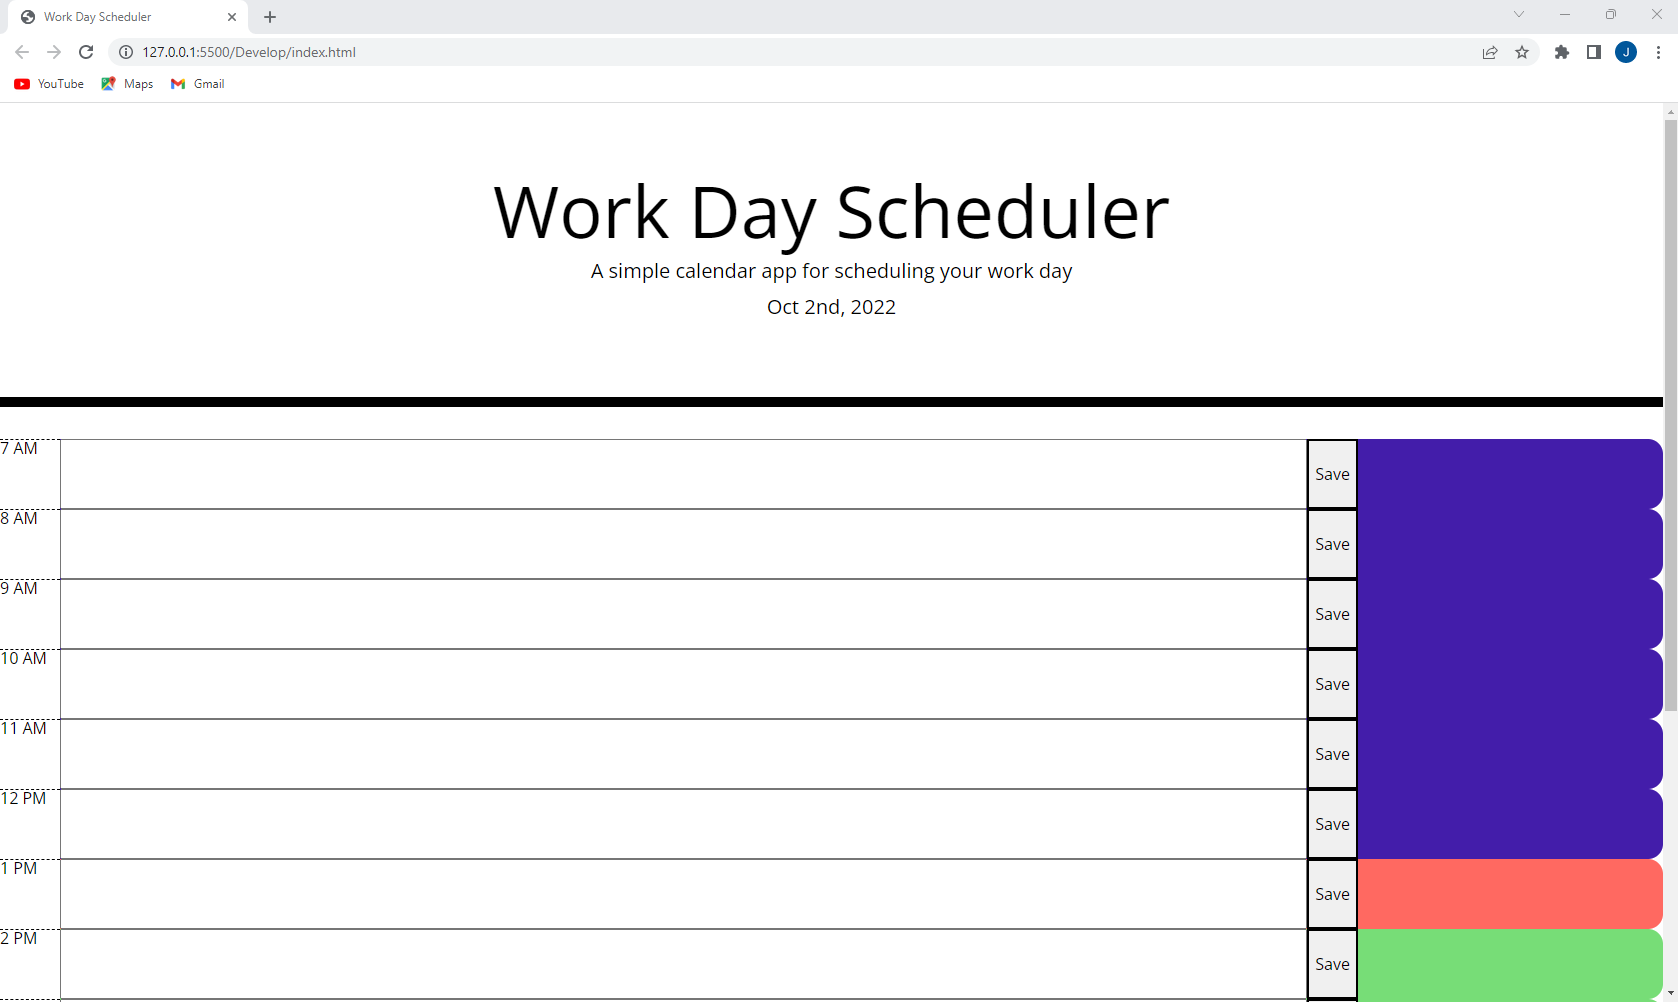 Work Day Scheduler
127.0.0.1:5500/Develop/index.html
J
YouTube Maps Gmail
Work Day Scheduler
A simple calendar app for scheduling your work day
Oct 2nd, 2022
7 AM Save
8 AM Save
9 AM Save
10 AM Save
11 AM Save
12 PM Save
1 PM Save
2 PM Save